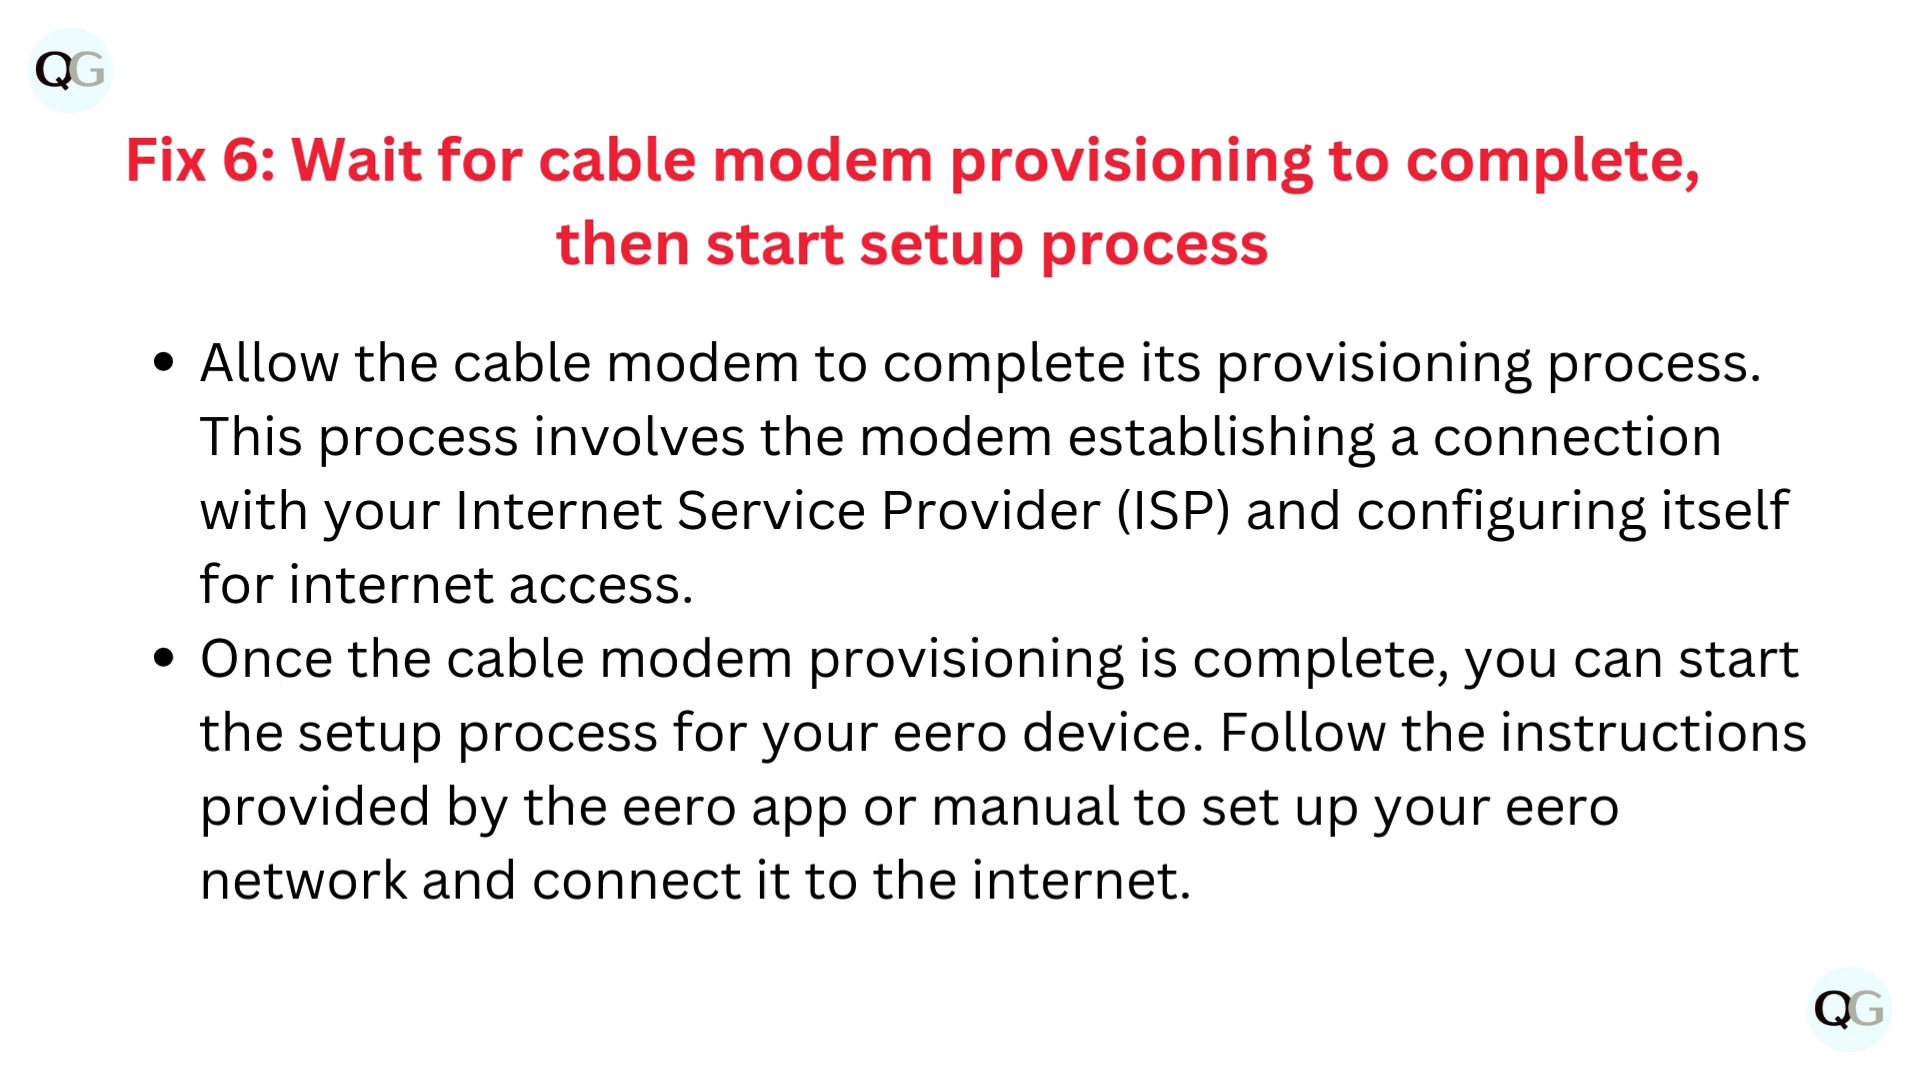 QG
Fix 6: Wait for cable modem provisioning to complete,
then start setup process
• Allow the cable modem to complete its provisioning process.
This process involves the modem establishing a connection
with your Internet Service Provider (ISP) and configuring itself
for internet access.
• Once the cable modem provisioning is complete, you can start
the setup process for your eero device. Follow the instructions
provided by the eero app or manual to set up your eero
network and connect it to the internet.
QG